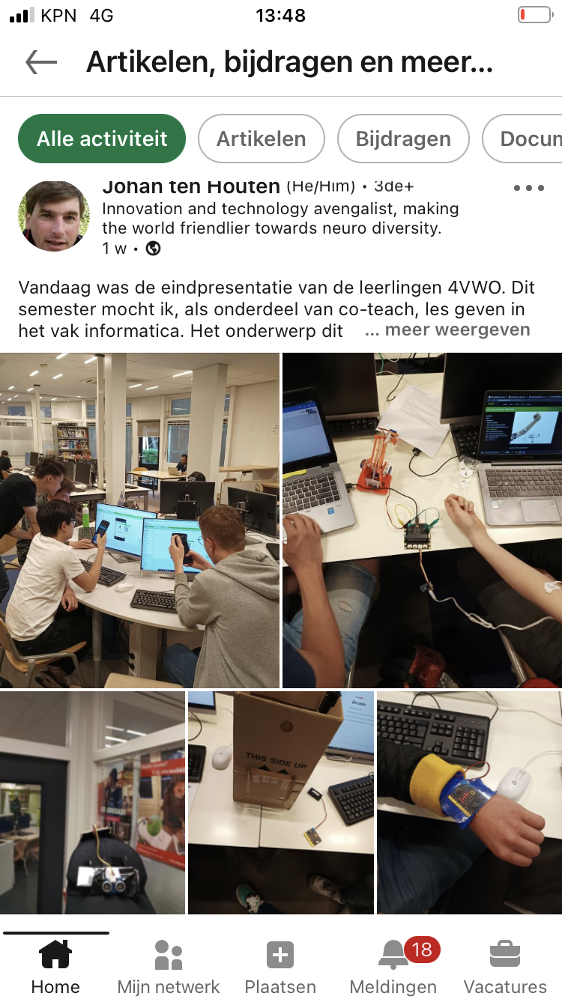 KPN 4G 13:48
Artikelen, bijdragen en meer...
Alle activiteit Artikelen Bijdragen Docum
Johan ten Houten (He/Him) • 3de+
Innovation and technology avengalist, making
the world friendlier towards neuro diversity.
1 w •
Vandaag was de eindpresentatie van de leerlingen 4VWO. Dit
semester mocht ik, als onderdeel van co-teach, les geven in
het vak informatica. Het onderwerp dit ... meer weergeven
THIS SIDE UP
18
Home Mijn netwerk Plaatsen Meldingen Vacatures